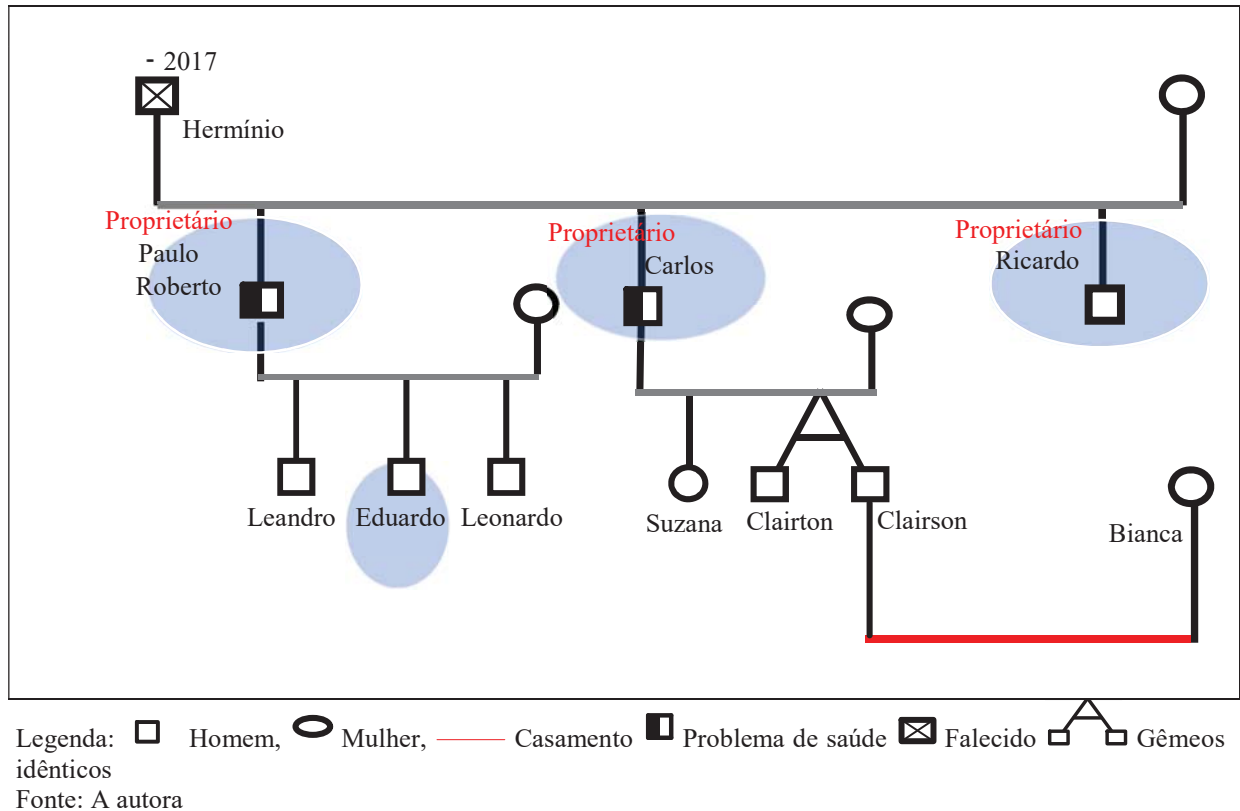 - 2017
Hermínio
Proprietário
Paulo
Roberto
Proprietário
Carlos
Proprietário
Ricardo
Leandro
Eduardo
Leonardo
Suzana
Clairton
Clairson
Bianca
Legenda: Homem, Mulher, Casamento Problema de saúde Falecido Gêmeos
idênticos
Fonte: A autora